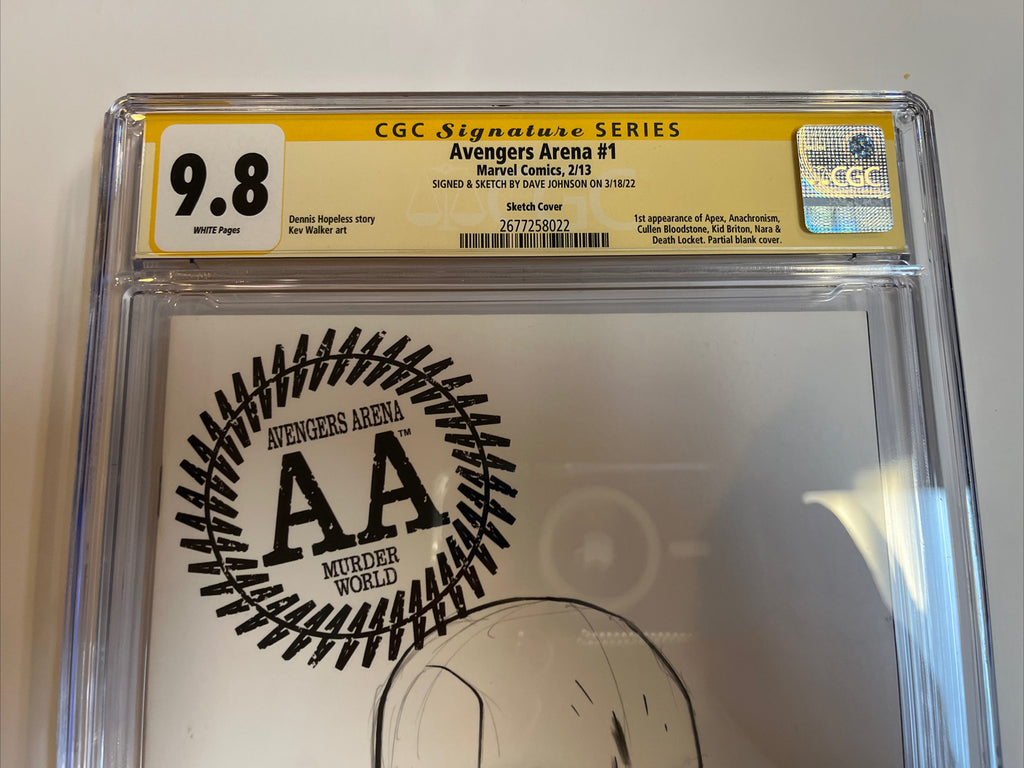 CGC Signature SERIES
Avengers Arena #1
Marvel Comics, 2/13
SIGNED & SKETCH BY DAVE JOHNSON ON 3/18/22
Sketch Cover
2677258022
9.8
WHITE Pages
Dennis Hopeless story
Kev Walker art
1st appearance of Apex, Anachronism,
Cullen Bloodstone, Kid Briton, Nara &
Death Locket. Partial blank cover.
CGC
CGC
AVENGERS ARENA
AA™
MURDER
WORLD